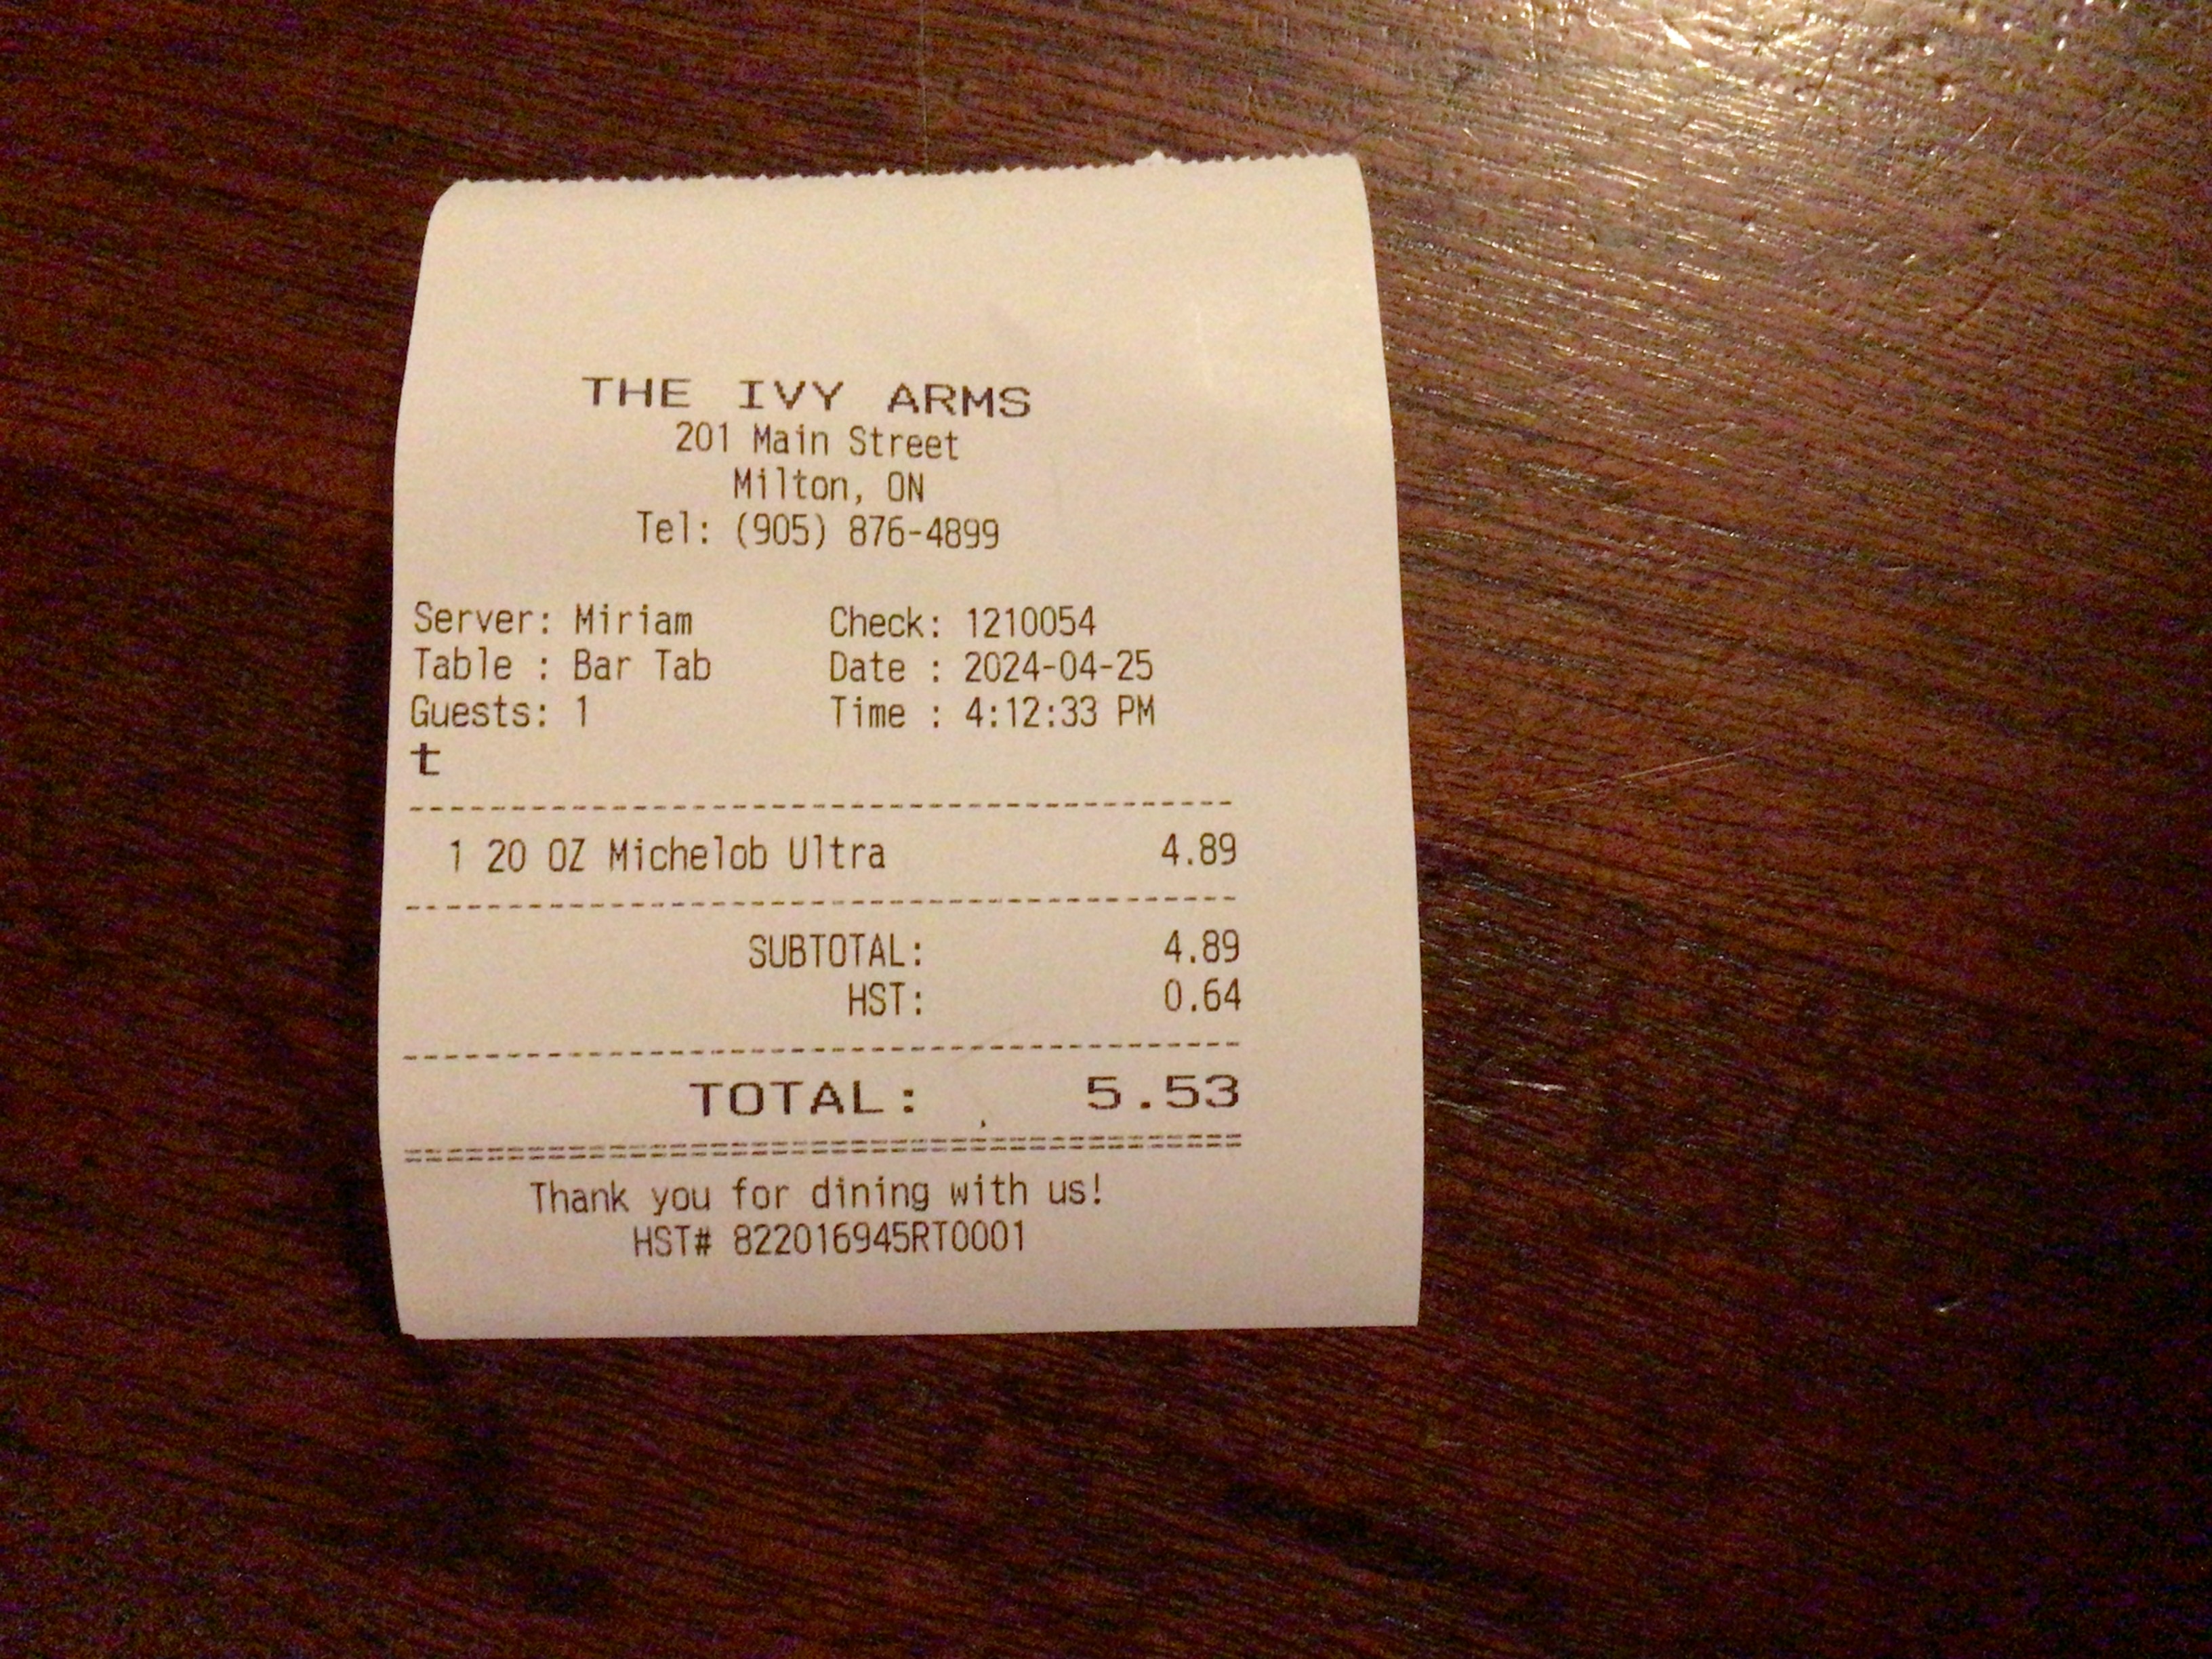 THE IVY ARMS
201 Main Street
Milton, ON
Tel: (905) 876-4899
Server: Miriam Check: 1210054
Table : Bar Tab Date : 2024-04-25
Guests: 1 Time : 4:12:33 PM
t
1 20 OZ Michelob Ultra 4.89
SUBTOTAL: 4.89
HST: 0.64
TOTAL: 5.53
Thank you for dining with us!
HST# 822016945RT0001